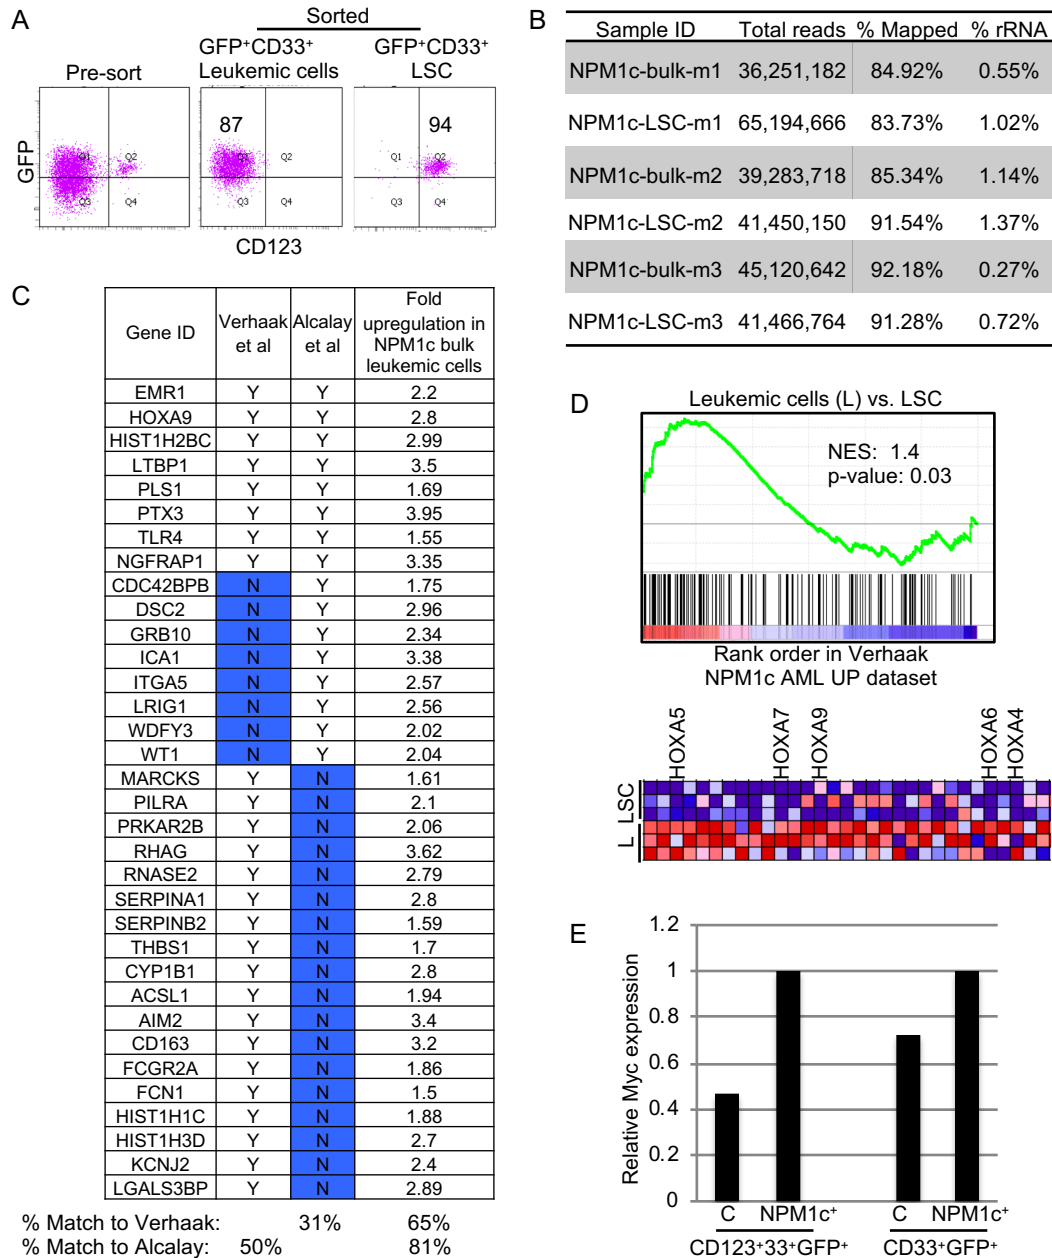 A
Sorted
Pre-sort
GFP+CD33+
Leukemic cells
GFP+CD33+
LSC
GFP
Q1 Q2
Q3 Q4
87
Q1 Q2
Q3 Q4
94
Q1 Q2
Q3 Q4
CD123
B
Sample ID Total reads % Mapped % rRNA
NPM1c-bulk-m1 36,251,182 84.92% 0.55%
NPM1c-LSC-m1 65,194,666 83.73% 1.02%
NPM1c-bulk-m2 39,283,718 85.34% 1.14%
NPM1c-LSC-m2 41,450,150 91.54% 1.37%
NPM1c-bulk-m3 45,120,642 92.18% 0.27%
NPM1c-LSC-m3 41,466,764 91.28% 0.72%
C
Gene ID Verhaak et al Alcalay et al Fold upregulation in NPM1c bulk leukemic cells
EMR1 Y Y 2.2
HOXA9 Y Y 2.8
HIST1H2BC Y Y 2.99
LTBP1 Y Y 3.5
PLS1 Y Y 1.69
PTX3 Y Y 3.95
TLR4 Y Y 1.55
NGFRAP1 Y Y 3.35
CDC42BPB N Y 1.75
DSC2 N Y 2.96
GRB10 N Y 2.34
ICA1 N Y 3.38
ITGA5 N Y 2.57
LRIG1 N Y 2.56
WDFY3 N Y 2.02
WT1 N Y 2.04
MARCKS Y N 1.61
PILRA Y N 2.1
PRKAR2B Y N 2.06
RHAG Y N 3.62
RNASE2 Y N 2.79
SERPINA1 Y N 2.8
SERPINB2 Y N 1.59
THBS1 Y N 1.7
CYP1B1 Y N 2.8
ACSL1 Y N 1.94
AIM2 Y N 3.4
CD163 Y N 3.2
FCGR2A Y N 1.86
FCN1 Y N 1.5
HIST1H1C Y N 1.88
HIST1H3D Y N 2.7
KCNJ2 Y N 2.4
LGALS3BP Y N 2.89
% Match to Verhaak: 31% 65%
% Match to Alcalay: 50% 81%
D
Leukemic cells (L) vs. LSC
NES: 1.4
p-value: 0.03
Rank order in Verhaak
NPM1c AML UP dataset
HOXA5 HOXA7 HOXA9 HOXA6 HOXA4
LSC
L
E
Relative Myc expression
1.2
1
0.8
0.6
0.4
0.2
0
C NPM1c+ C NPM1c+
CD123+33+GFP+ CD33+GFP+